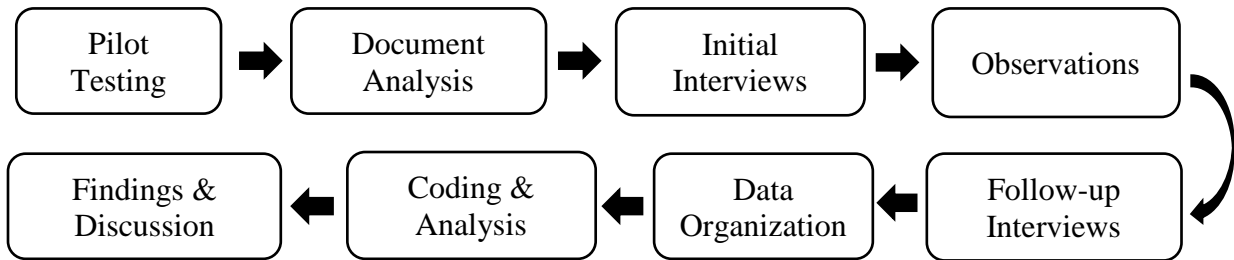 Pilot
Testing
Document
Analysis
Initial
Interviews
Observations
Follow-up
Interviews
Data
Organization
Coding &
Analysis
Findings &
Discussion